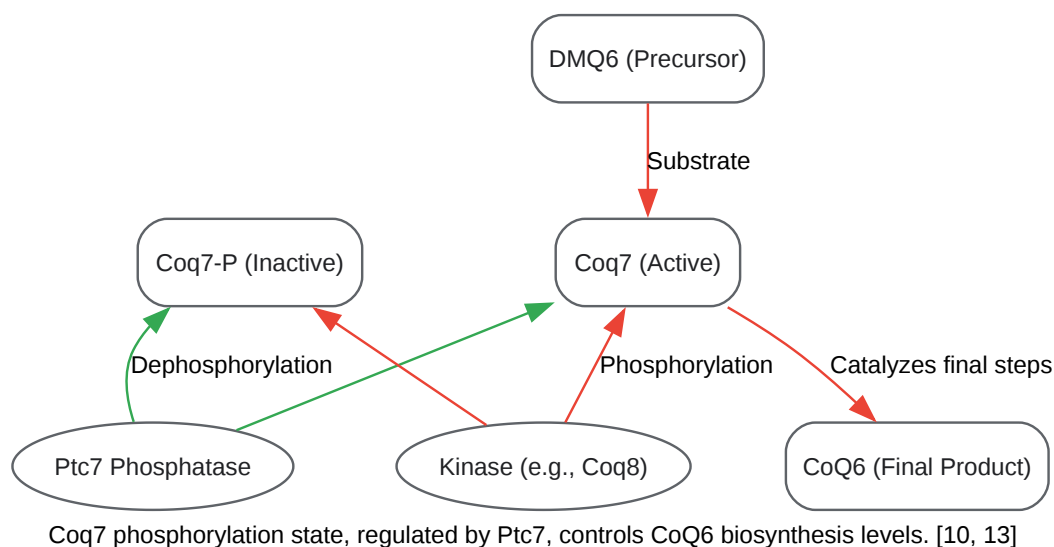 DMQ6 (Precursor)
Substrate
Coq7-P (Inactive)
Coq7 (Active)
Dephosphorylation
Phosphorylation
Catalyzes final steps
Ptc7 Phosphatase
Kinase (e.g., Coq8)
CoQ6 (Final Product)
Coq7 phosphorylation state, regulated by Ptc7, controls CoQ6 biosynthesis levels. [10, 13]